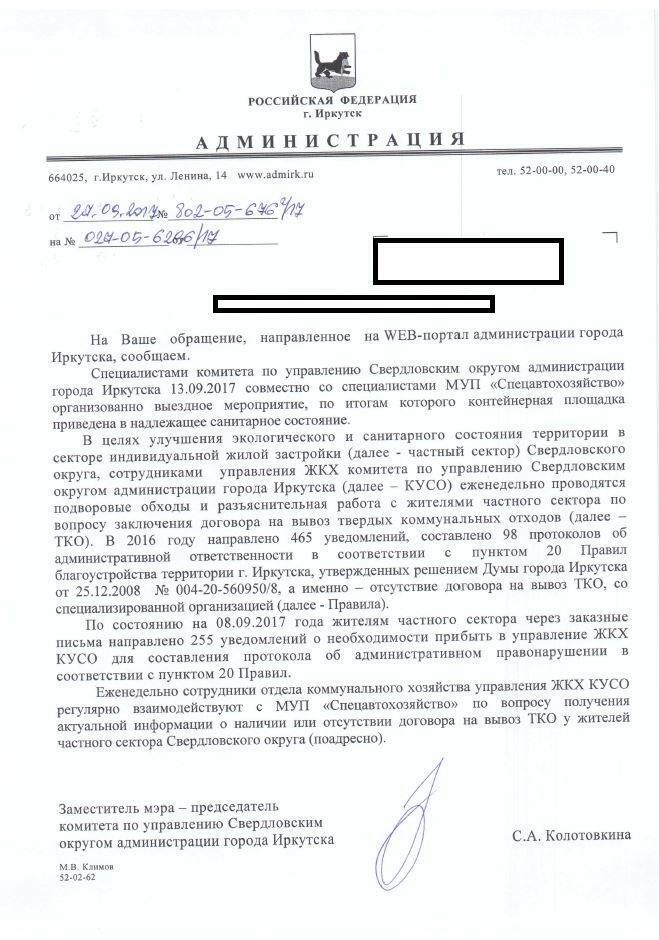 РОССИЙСКАЯ ФЕДЕРАЦИЯ
г. Иркутск
АДМИНИСТРАЦИЯ
664025, г.Иркутск, ул. Ленина, 14 www.admirk.ru
тел. 52-00-00, 52-00-40
от 27.09.2017 № 802-05-676²/17
на № 027-05-6286/17
На Ваше обращение, направленное на WEB-портал администрации города
Иркутска, сообщаем.
Специалистами комитета по управлению Свердловским округом администрации
города Иркутска 13.09.2017 совместно со специалистами МУП «Спецавтохозяйство»
организованно выездное мероприятие, по итогам которого контейнерная площадка
приведена в надлежащее санитарное состояние.
В целях улучшения экологического и санитарного состояния территории в
секторе индивидуальной жилой застройки (далее - частный сектор) Свердловского
округа, сотрудниками управления ЖКХ комитета по управлению Свердловским
округом администрации города Иркутска (далее – КУСО) еженедельно проводятся
подворовые обходы и разъяснительная работа с жителями частного сектора по
вопросу заключения договора на вывоз твердых коммунальных отходов (далее –
ТКО). В 2016 году направлено 465 уведомлений, составлено 98 протоколов об
административной ответственности в соответствии с пунктом 20 Правил
благоустройства территории г. Иркутска, утвержденных решением Думы города Иркутска
от 25.12.2008 № 004-20-560950/8, а именно – отсутствие договора на вывоз ТКО, со
специализированной организацией (далее - Правила).
По состоянию на 08.09.2017 года жителям частного сектора через заказные
письма направлено 255 уведомлений о необходимости прибыть в управление ЖКХ
КУСО для составления протокола об административном правонарушении в
соответствии с пунктом 20 Правил.
Еженедельно сотрудники отдела коммунального хозяйства управления ЖКХ КУСО
регулярно взаимодействуют с МУП «Спецавтохозяйство» по вопросу получения
актуальной информации о наличии или отсутствии договора на вывоз ТКО у жителей
частного сектора Свердловского округа (поадресно).
Заместитель мэра – председатель
комитета по управлению Свердловским
округом администрации города Иркутска
С.А. Колотовкина
М.В. Климов
52-02-62